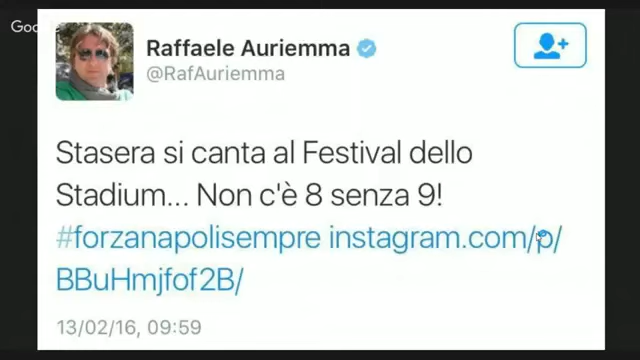 Raffaele Auriemma
@RafAuriemma
Stasera si canta al Festival dello
Stadium... Non c'è 8 senza 9!
#forzanapolisempre instagram.com/p/
BBuHmjfof2B/
13/02/16, 09:59